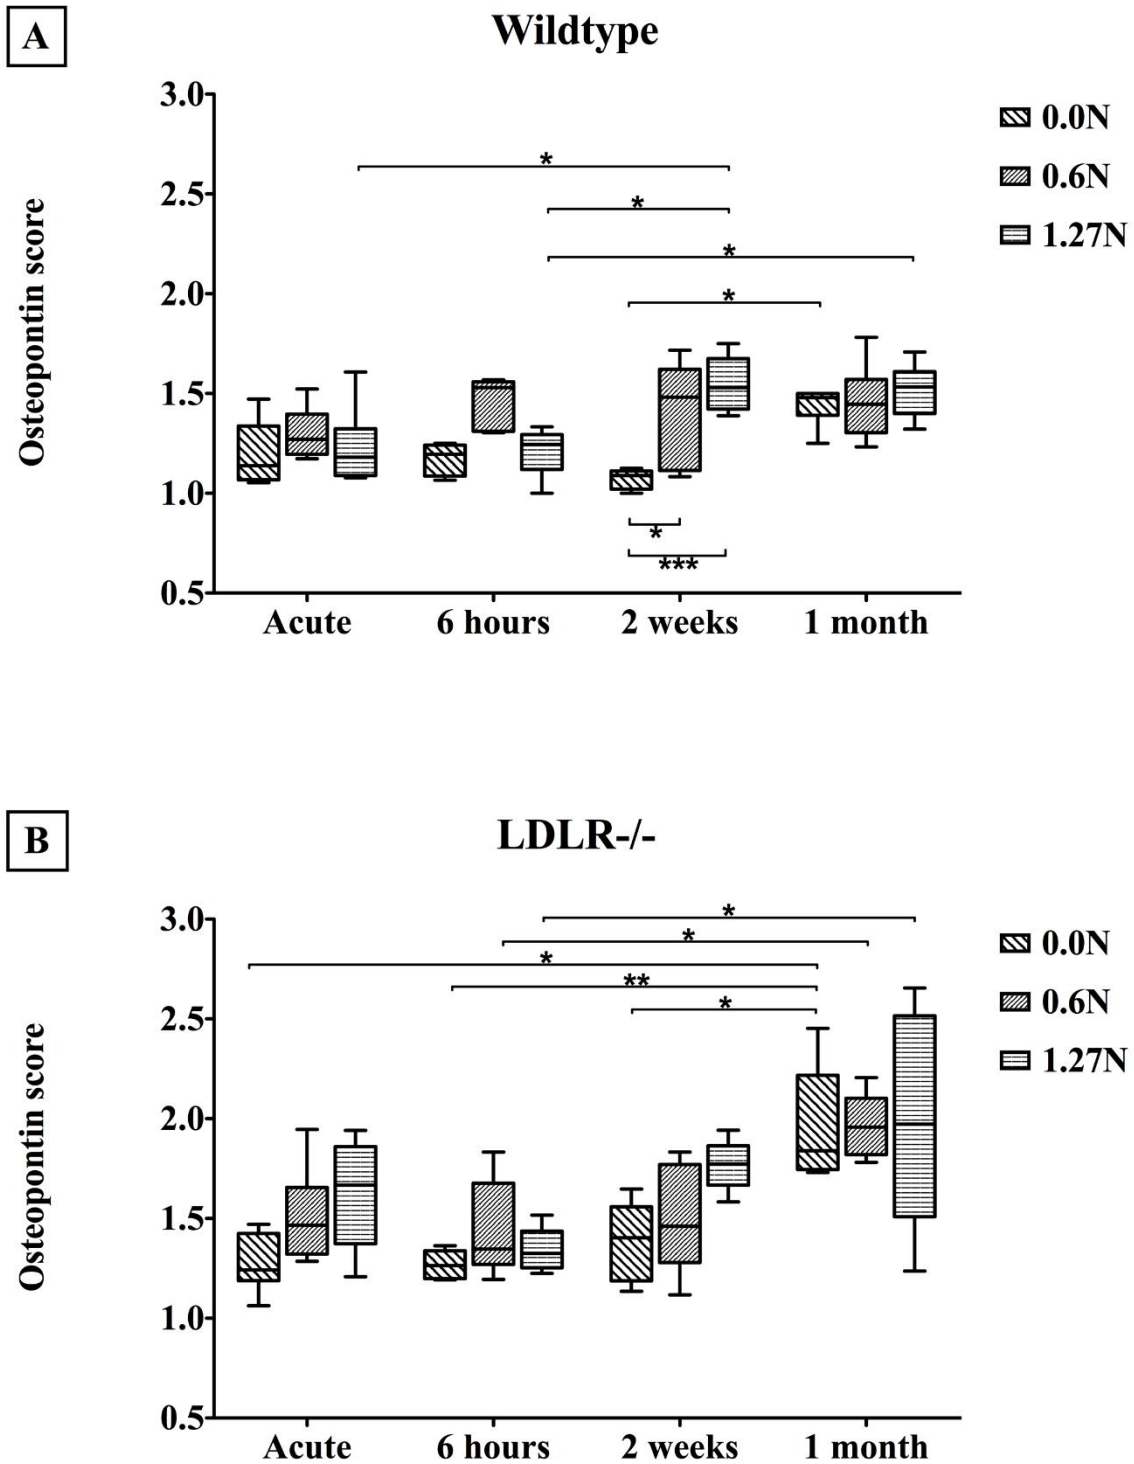 A
Wildtype
3.0
2.5
2.0
1.5
1.0
0.5
Osteopontin score
*
*
*
*
*
***
0.0N
0.6N
1.27N
Acute 6 hours 2 weeks 1 month
B
LDLR-/-
3.0
2.5
2.0
1.5
1.0
0.5
Osteopontin score
*
*
*
**
*
0.0N
0.6N
1.27N
Acute 6 hours 2 weeks 1 month